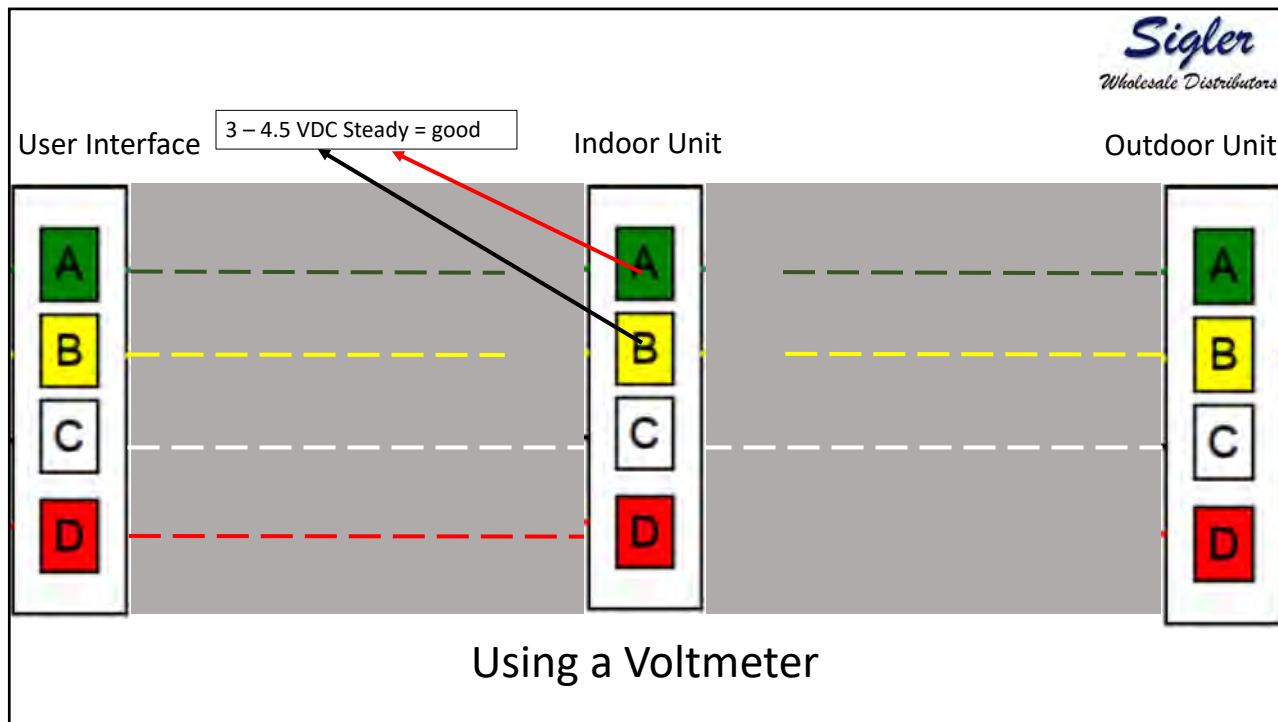 Sigler
Wholesale Distributors
3 – 4.5 VDC Steady = good
User Interface
Indoor Unit
Outdoor Unit
A
A
A
B
B
B
C
C
C
D
D
D
Using a Voltmeter